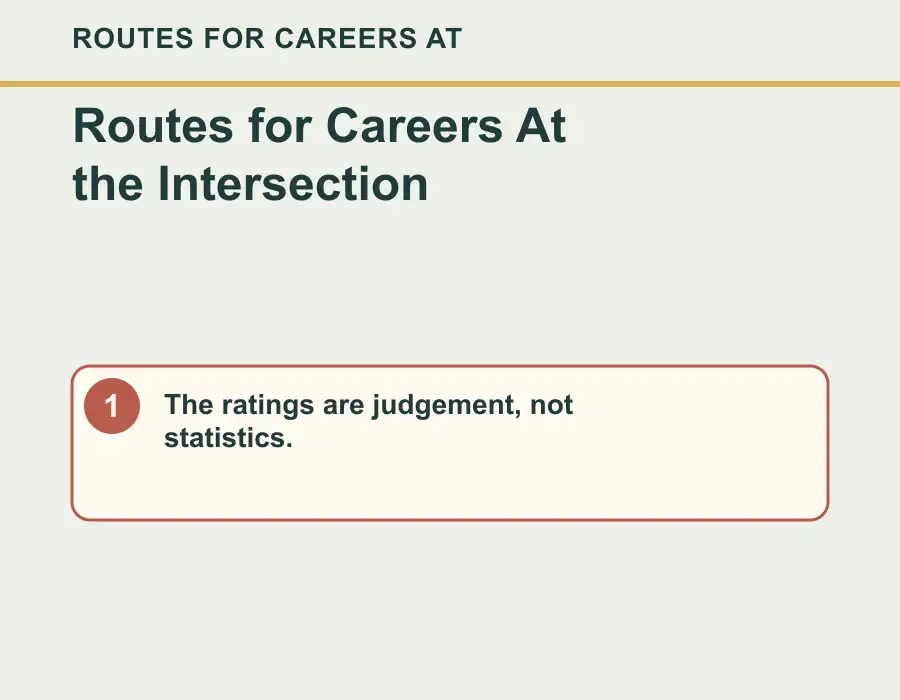 ROUTES FOR CAREERS AT
Routes for Careers At
the Intersection
1
The ratings are judgement, not
statistics.